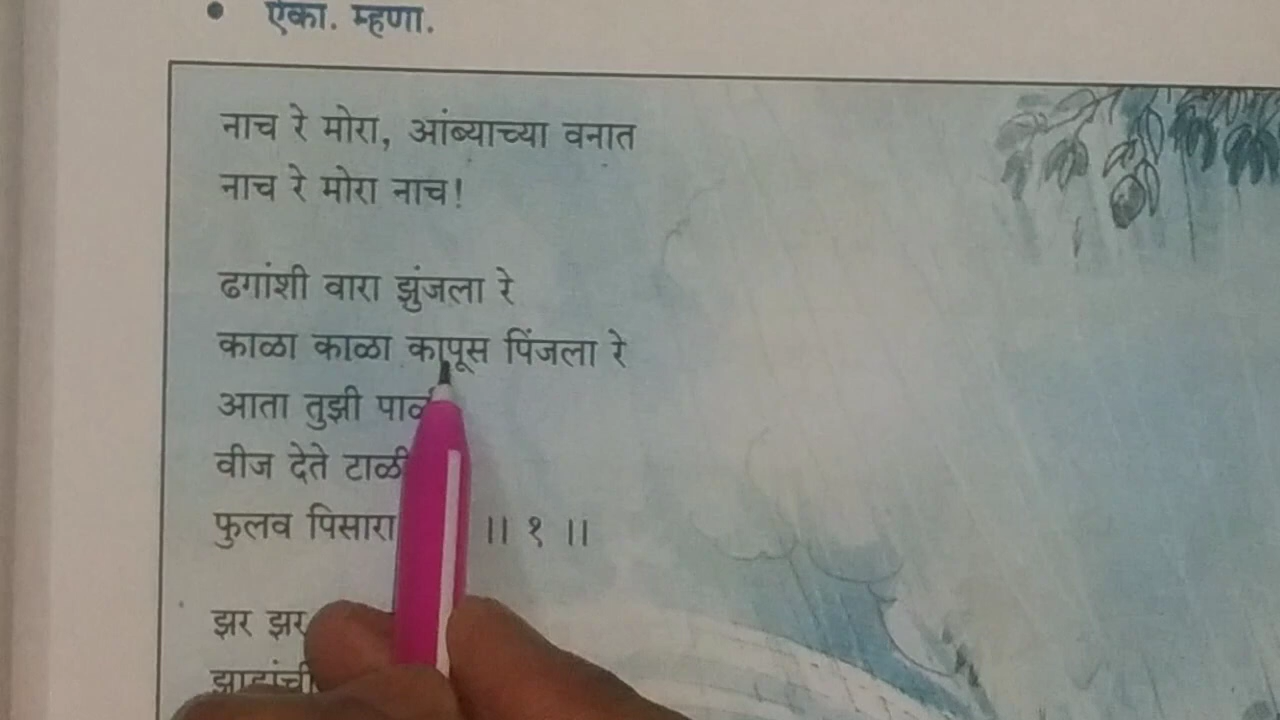 ऐका. म्हणा.
नाच रे मोरा, आंब्याच्या वनात
नाच रे मोरा नाच!
ढगांशी वारा झुंजला रे
काळा काळा कापूस पिंजला रे
आता तुझी
वीज देते टाळी
फुलव पिसारा ॥ १ ॥
झर झर